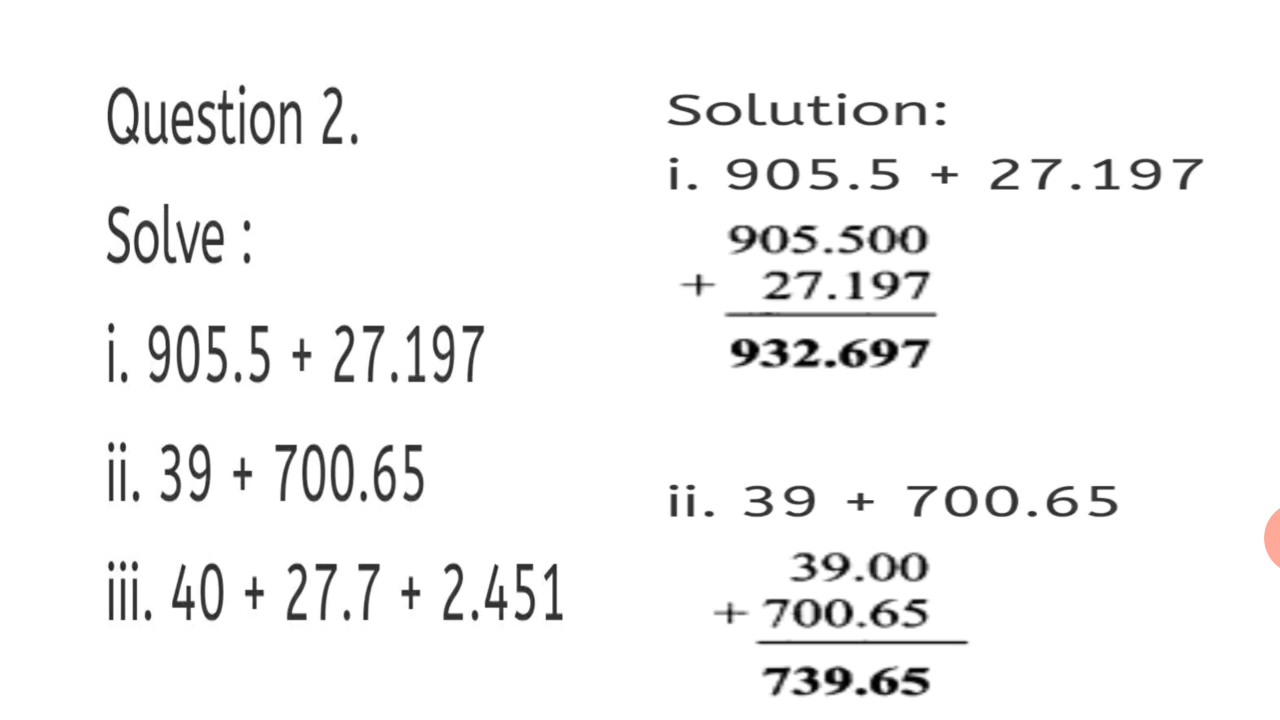 Question 2.
Solve :
i. 905.5 + 27.197
ii. 39 + 700.65
iii. 40 + 27.7 + 2.451
Solution:
i. 905.5 + 27.197
905.500
+ 27.197
932.697
ii. 39 + 700.65
39.00
+ 700.65
739.65